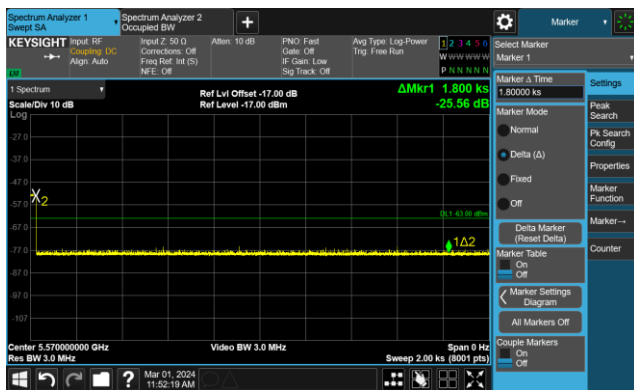 Spectrum Analyzer 1
Swept SA
Spectrum Analyzer 2
Occupied BW
Marker
KEYSIGHT
Input: RF
Coupling: DC
Align: Auto
Input Z: 50 Ω
Corrections: Off
Freq Ref: Int (S)
NFE: Off
Atten: 10 dB
PNO: Fast
Gate: Off
IF Gain: Low
Sig Track: Off
Avg Type: Log-Power
Trig: Free Run
1 2 3 4 5 6
W W W W W W
P N N N N N
LXI
Select Marker
Marker 1
1 Spectrum
Scale/Div 10 dB
Log
Ref Lvl Offset -17.00 dB
Ref Level -17.00 dBm
ΔMkr1 1.800 ks
-25.56 dB
-27.0
-37.0
-47.0
-57.0
-67.0
-77.0
-87.0
-97.0
-107
2
DL1 -63.00 dBm
1Δ2
Center 5.570000000 GHz
Res BW 3.0 MHz
Video BW 3.0 MHz
Span 0 Hz
Sweep 2.00 ks (8001 pts)
Marker Δ Time
1.80000 ks
Marker Mode
Normal
Delta (Δ)
Fixed
Off
Delta Marker
(Reset Delta)
Marker Table
On
Off
Marker Settings
Diagram
All Markers Off
Couple Markers
On
Off
Settings
Peak
Search
Pk Search
Config
Properties
Marker
Function
Marker→
Counter
?
Mar 01, 2024
11:52:19 AM